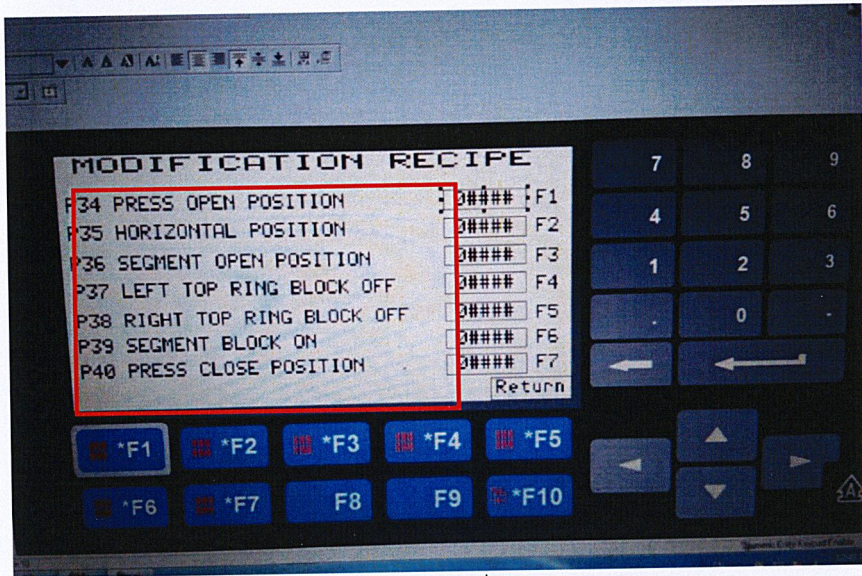 MODIFICATION RECIPE
P34 PRESS OPEN POSITION 0#### F1
P35 HORIZONTAL POSITION 0#### F2
P36 SEGMENT OPEN POSITION 0#### F3
P37 LEFT TOP RING BLOCK OFF 0#### F4
P38 RIGHT TOP RING BLOCK OFF 0#### F5
P39 SEGMENT BLOCK ON 0#### F6
P40 PRESS CLOSE POSITION 0#### F7
Return
7 8 9
4 5 6
1 2 3
. 0 -
*F1 *F2 *F3 *F4 *F5
*F6 *F7 F8 F9 *F10